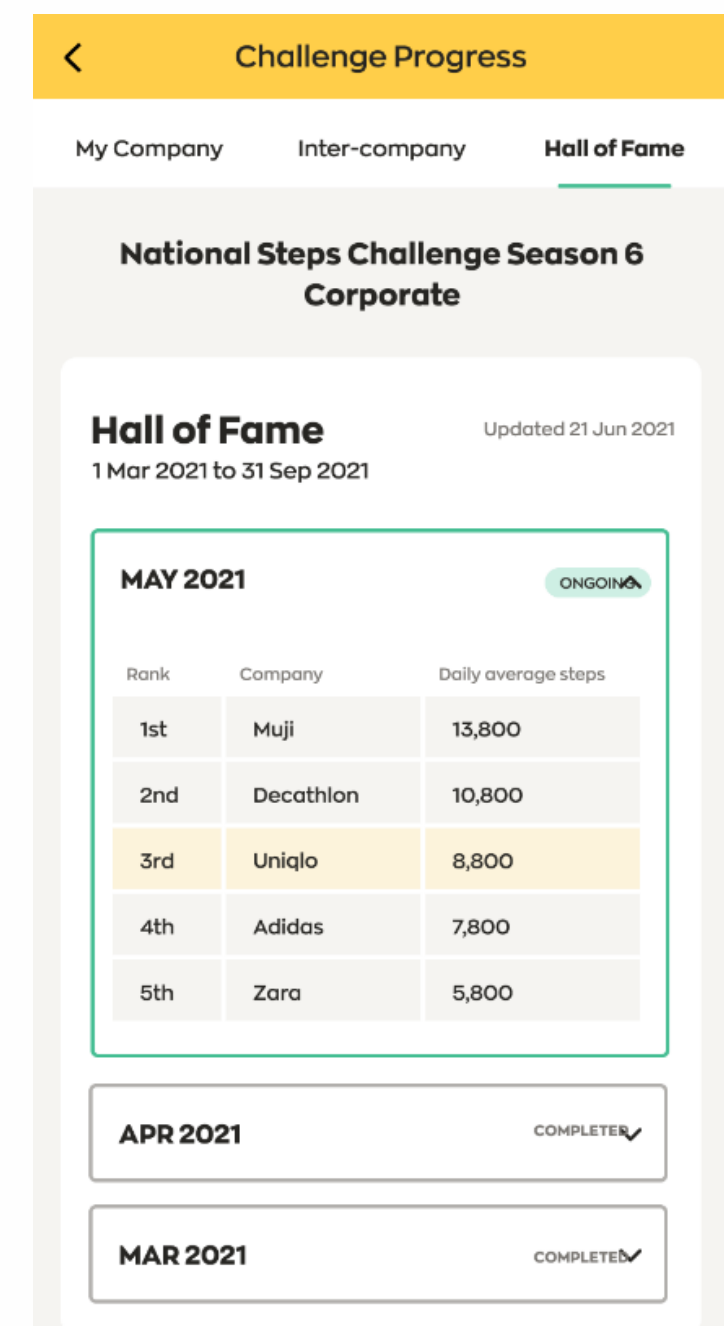 Challenge Progress
My Company Inter-company Hall of Fame
National Steps Challenge Season 6
Corporate
Hall of Fame Updated 21 Jun 2021
1 Mar 2021 to 31 Sep 2021
MAY 2021 ONGOING
Rank Company Daily average steps
1st Muji 13,800
2nd Decathlon 10,800
3rd Uniqlo 8,800
4th Adidas 7,800
5th Zara 5,800
APR 2021 COMPLETED
MAR 2021 COMPLETED